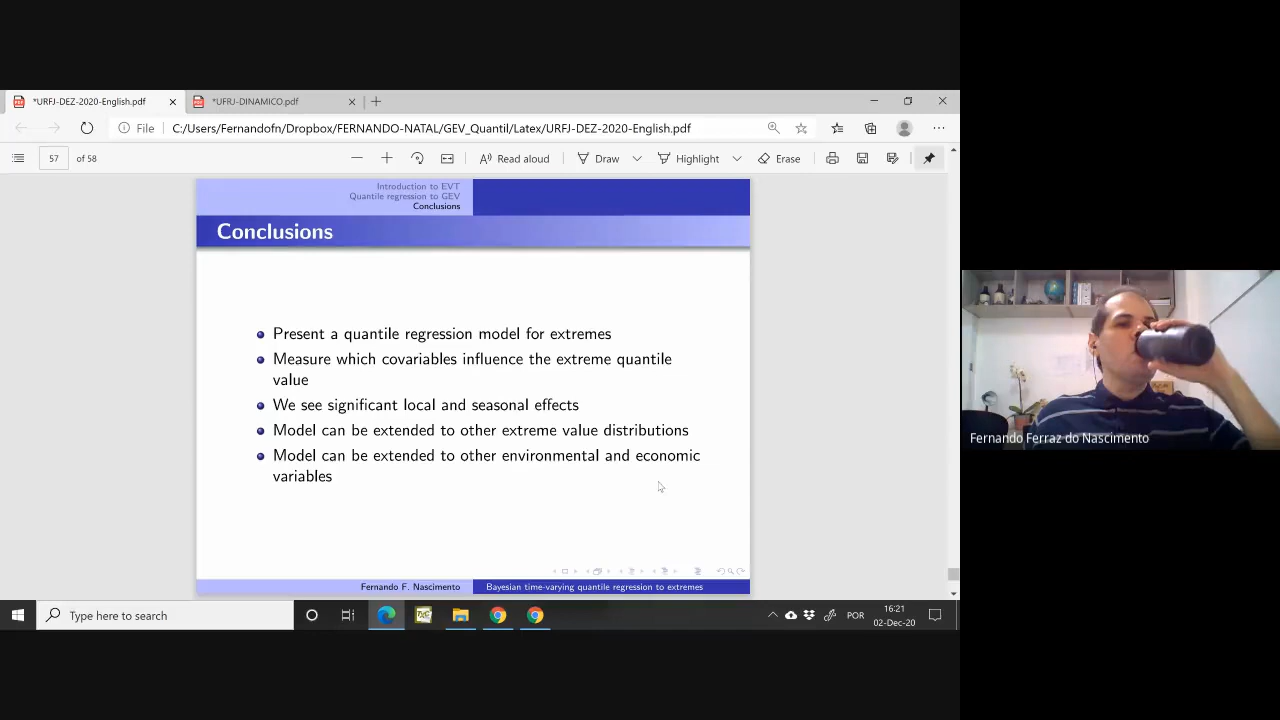 *URFJ-DEZ-2020-English.pdf
*UFRJ-DINAMICO.pdf
File
C:/Users/Fernandofn/Dropbox/FERNANDO-NATAL/GEV_Quantil/Latex/URFJ-DEZ-2020-English.pdf
57 of 58
Read aloud
Draw
Highlight
Erase
Introduction to EVT
Quantile regression to GEV
Conclusions
Conclusions
Present a quantile regression model for extremes
Measure which covariables influence the extreme quantile
value
We see significant local and seasonal effects
Model can be extended to other extreme value distributions
Model can be extended to other environmental and economic
variables
Fernando F. Nascimento
Bayesian time-varying quantile regression to extremes
Fernando Ferraz do Nascimento
Type here to search
POR
16:21
02-Dec-20